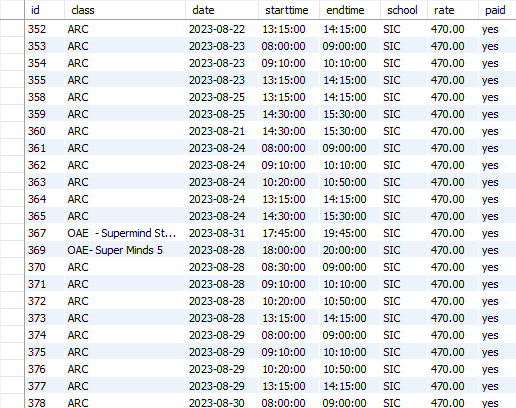 id class date starttime endtime school rate paid
352 ARC 2023-08-22 13:15:00 14:15:00 SIC 470.00 yes
353 ARC 2023-08-23 08:00:00 09:00:00 SIC 470.00 yes
354 ARC 2023-08-23 09:10:00 10:10:00 SIC 470.00 yes
355 ARC 2023-08-23 13:15:00 14:15:00 SIC 470.00 yes
358 ARC 2023-08-25 13:15:00 14:15:00 SIC 470.00 yes
359 ARC 2023-08-25 14:30:00 15:30:00 SIC 470.00 yes
360 ARC 2023-08-21 14:30:00 15:30:00 SIC 470.00 yes
361 ARC 2023-08-24 08:00:00 09:00:00 SIC 470.00 yes
362 ARC 2023-08-24 09:10:00 10:10:00 SIC 470.00 yes
363 ARC 2023-08-24 10:20:00 10:50:00 SIC 470.00 yes
364 ARC 2023-08-24 13:15:00 14:15:00 SIC 470.00 yes
365 ARC 2023-08-24 14:30:00 15:30:00 SIC 470.00 yes
367 OAE - Supermind St... 2023-08-31 17:45:00 19:45:00 SIC 470.00 yes
369 OAE- Super Minds 5 2023-08-28 18:00:00 20:00:00 SIC 470.00 yes
370 ARC 2023-08-28 08:30:00 09:00:00 SIC 470.00 yes
371 ARC 2023-08-28 09:10:00 10:10:00 SIC 470.00 yes
372 ARC 2023-08-28 10:20:00 10:50:00 SIC 470.00 yes
373 ARC 2023-08-28 13:15:00 14:15:00 SIC 470.00 yes
374 ARC 2023-08-29 08:00:00 09:00:00 SIC 470.00 yes
375 ARC 2023-08-29 09:10:00 10:10:00 SIC 470.00 yes
376 ARC 2023-08-29 10:20:00 10:50:00 SIC 470.00 yes
377 ARC 2023-08-29 13:15:00 14:15:00 SIC 470.00 yes
378 ARC 2023-08-30 08:00:00 09:00:00 SIC 470.00 yes